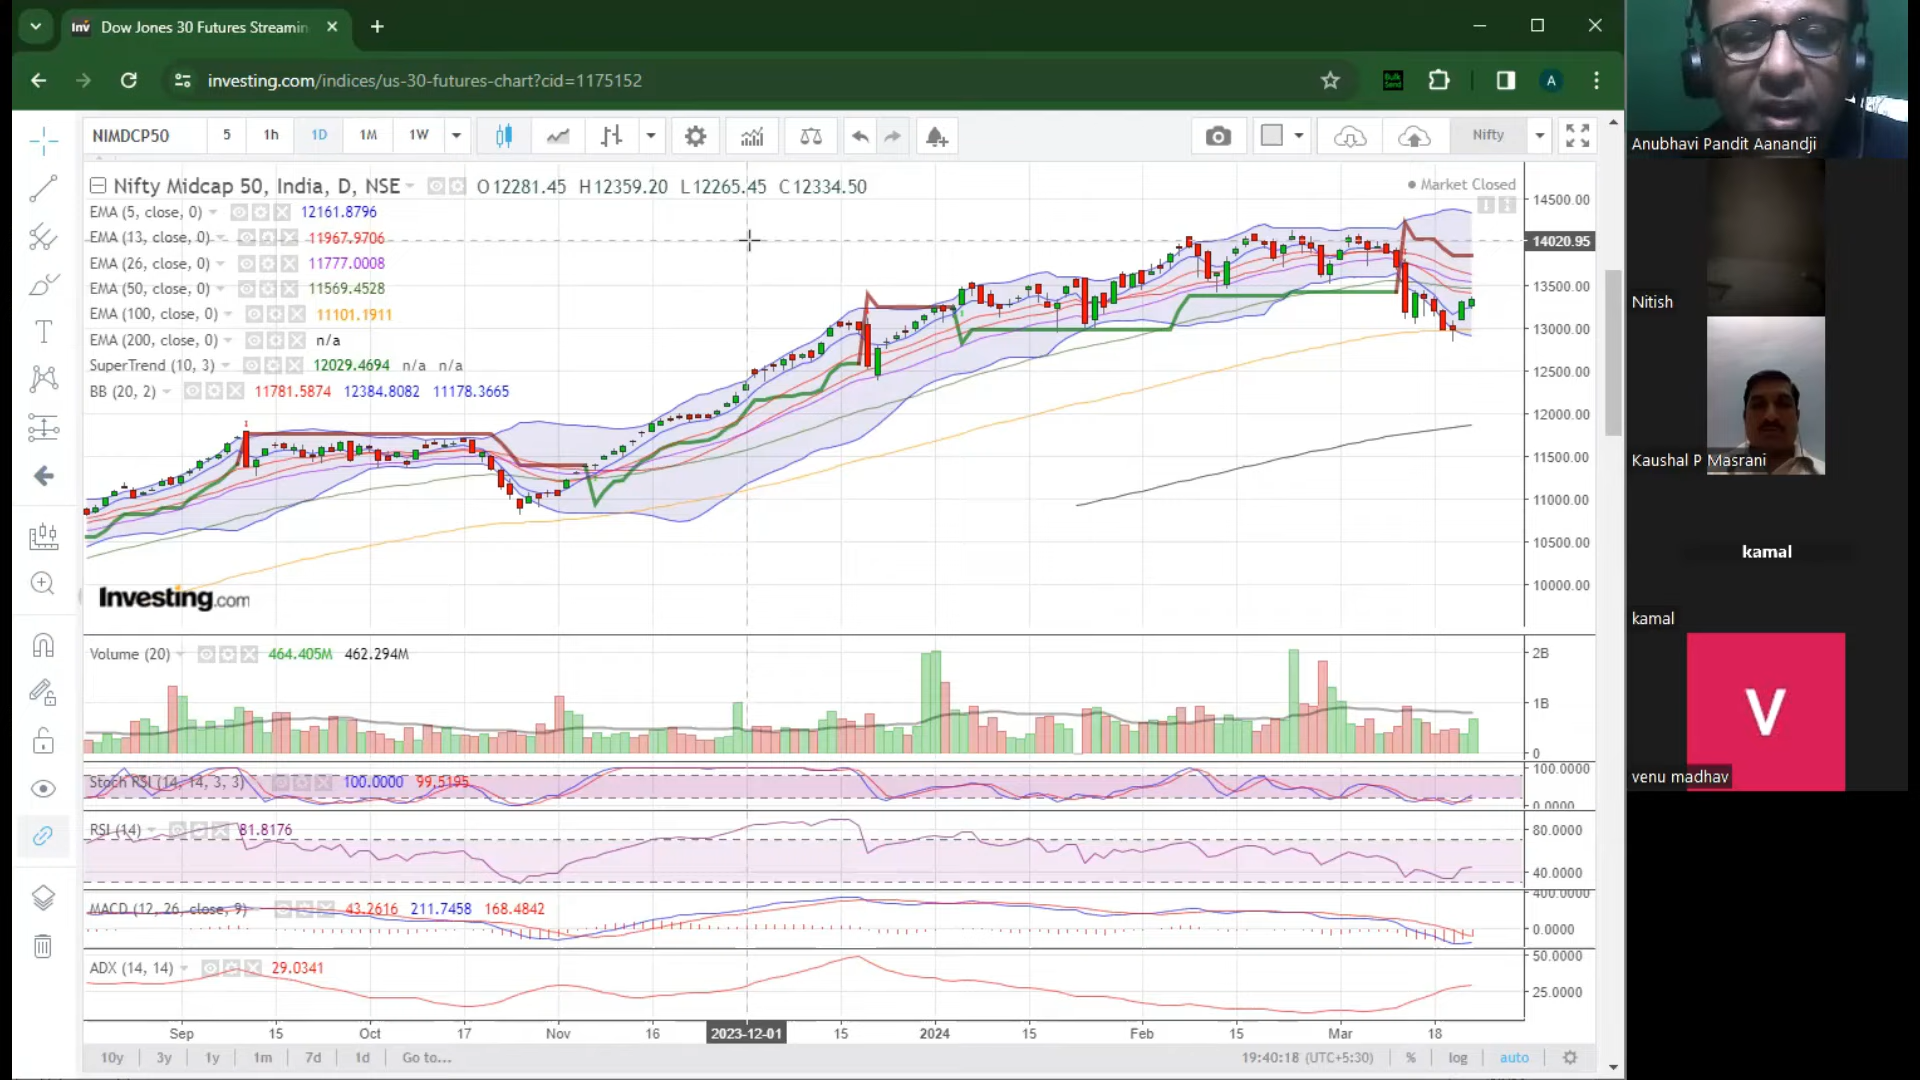 Dow Jones 30 Futures Streamin
investing.com/indices/us-30-futures-chart?cid=1175152
A
NIMDCP50 5 1h 1D 1M 1W Nifty
Nifty Midcap 50, India, D, NSE O12281.45 H12359.20 L12265.45 C12334.50
Market Closed
EMA (5, close, 0) 12161.8796
EMA (13, close, 0) 11967.9706
EMA (26, close, 0) 11777.0008
EMA (50, close, 0) 11569.4528
EMA (100, close, 0) 11101.1911
EMA (200, close, 0) n/a
SuperTrend (10, 3) 12029.4694 n/a n/a
BB (20, 2) 11781.5874 12384.8082 11178.3665
14500.00
14020.95
13500.00
13000.00
12500.00
12000.00
11500.00
11000.00
10500.00
10000.00
Investing.com
Volume (20) 464.405M 462.294M
2B
1B
0
Stoch RSI (14, 14, 3, 3) 100.0000 99.5195
100.0000
0.0000
RSI (14) 81.8176
80.0000
40.0000
MACD (12, 26, close, 9) 43.2616 211.7458 168.4842
400.0000
0.0000
ADX (14, 14) 29.0341
50.0000
25.0000
Sep 15 Oct 17 Nov 16 2023-12-01 15 2024 15 Feb 15 Mar 18
10y 3y 1y 1m 7d 1d Go to... 19:40:18 (UTC+5:30) % log auto
Anubhavi Pandit Aanandji
Nitish
Kaushal P Masrani
kamal
kamal
V
venu madhav